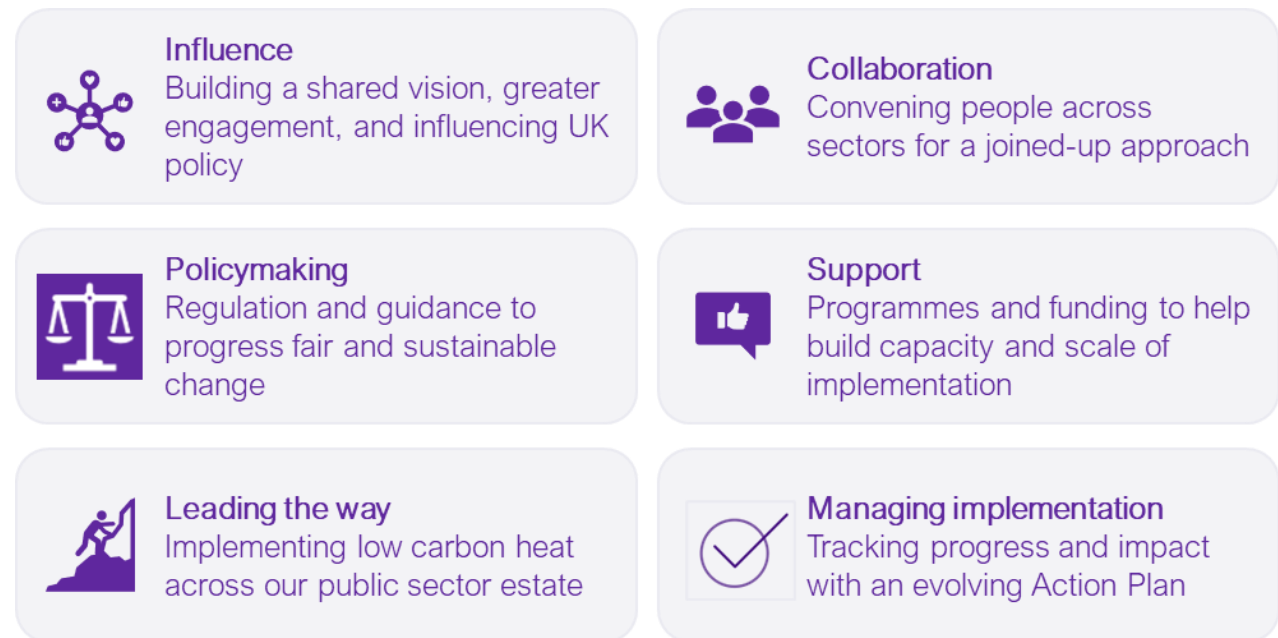 Influence
Building a shared vision, greater
engagement, and influencing UK
policy
Collaboration
Convening people across
sectors for a joined-up approach
Policymaking
Regulation and guidance to
progress fair and sustainable
change
Support
Programmes and funding to help
build capacity and scale of
implementation
Leading the way
Implementing low carbon heat
across our public sector estate
Managing implementation
Tracking progress and impact
with an evolving Action Plan